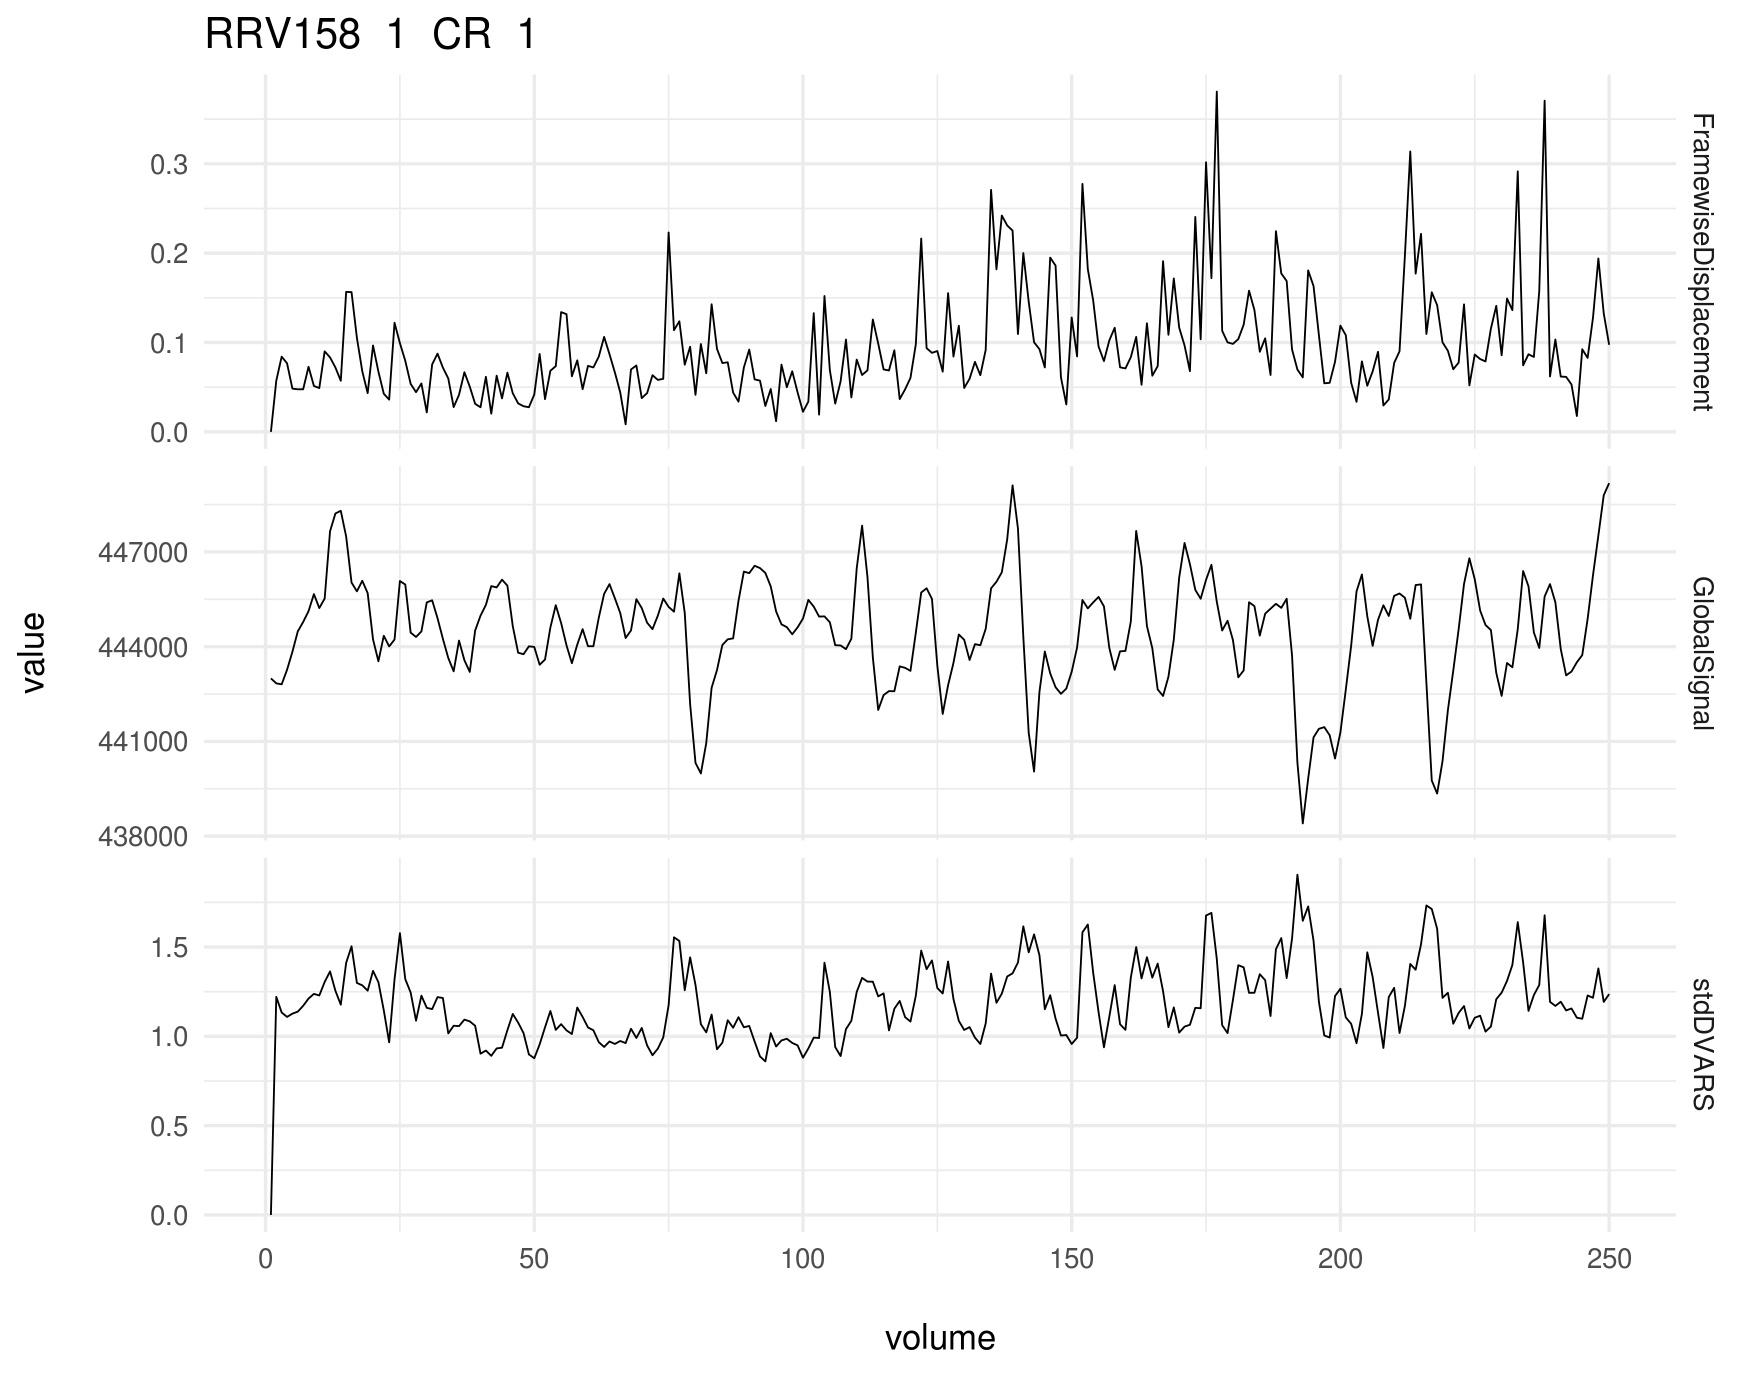 RRV158 1 CR 1
0.3
0.2
0.1
0.0
FramewiseDisplacement
447000
444000
441000
438000
GlobalSignal
value
1.5
1.0
0.5
0.0
stdDVARS
0 50 100 150 200 250
volume